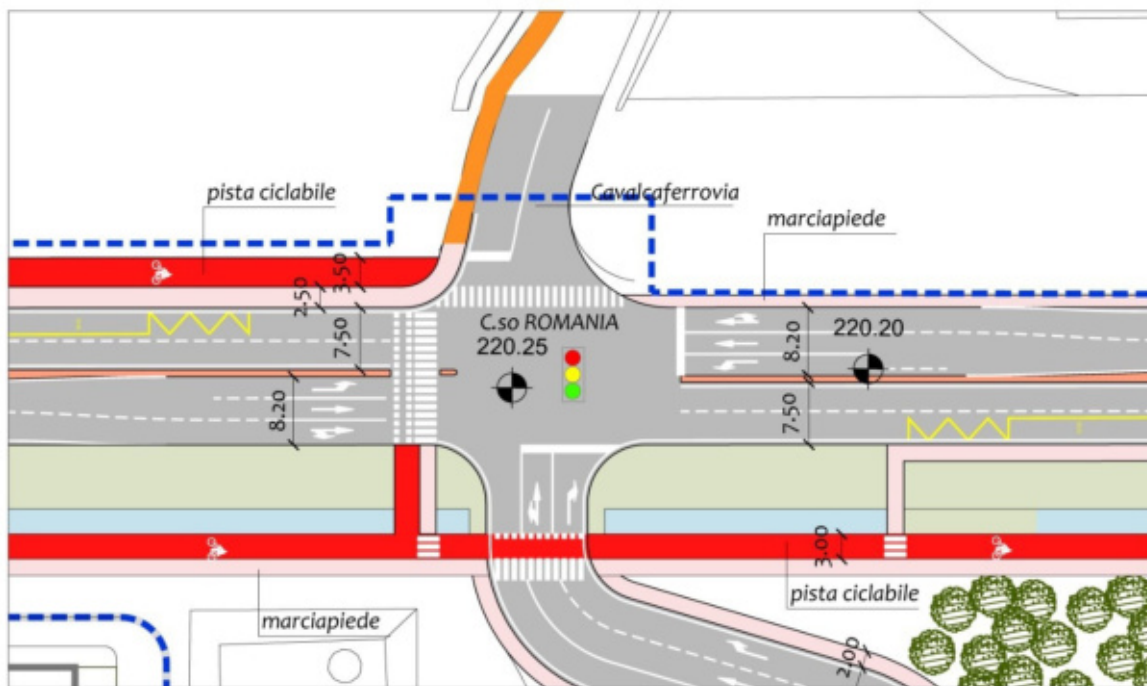 pista ciclabile
Cavalcaferrovia
marciapiede
3.50
2.50
7.50
C.so ROMANIA
220.25
8.20
220.20
8.20
7.50
3.00
pista ciclabile
marciapiede
2.00